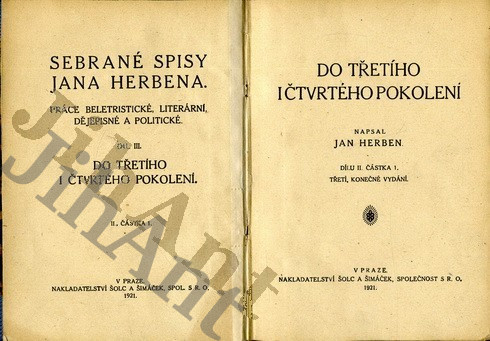 SEBRANÉ SPISY
JANA HERBENA.
PRÁCE BELETRISTICKÉ, LITERÁRNÍ,
DĚJEPISNÉ A POLITICKÉ.
DÍL III.
DO TŘETÍHO
I ČTVRTÉHO POKOLENÍ.
II., ČÁSTKA I.
V PRAZE.
NAKLADATELSTVÍ ŠOLC A ŠIMÁČEK, SPOL. S R. O.
1921.
DO TŘETÍHO
I ČTVRTÉHO POKOLENÍ
NAPSAL
JAN HERBEN.
DÍLU II. ČÁSTKA 1.
TŘETÍ, KONEČNÉ VYDÁNÍ.
V PRAZE.
NAKLADATELSTVÍ ŠOLC A ŠIMÁČEK, SPOLEČNOST S R. O.
1921.
JihAnt
JihAnt